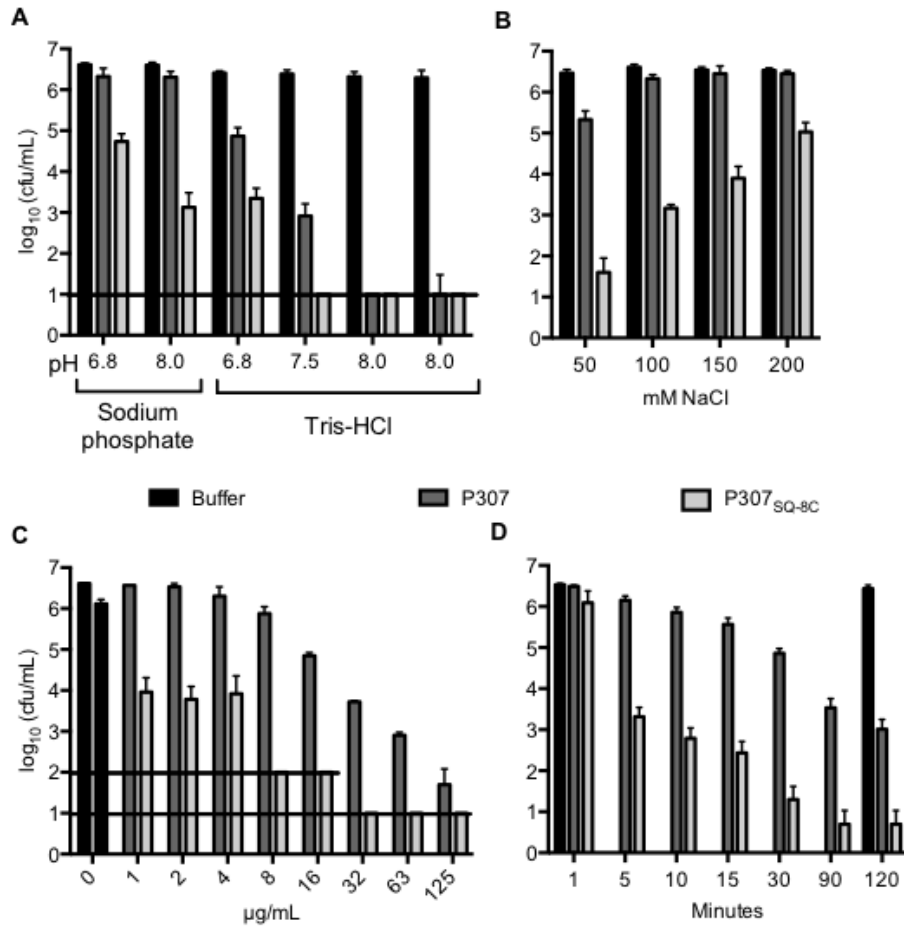 A
7
6
5
4
3
2
1
0
log10 (cfu/mL)
pH 6.8 8.0 6.8 7.5 8.0 8.0
Sodium
phosphate
Tris-HCl
B
7
6
5
4
3
2
1
0
50 100 150 200
mM NaCl
Buffer P307 P307SQ-8C
C
7
6
5
4
3
2
1
0
log10 (cfu/mL)
0 1 2 4 8 16 32 63 125
µg/mL
D
7
6
5
4
3
2
1
0
1 5 10 15 30 90 120
Minutes